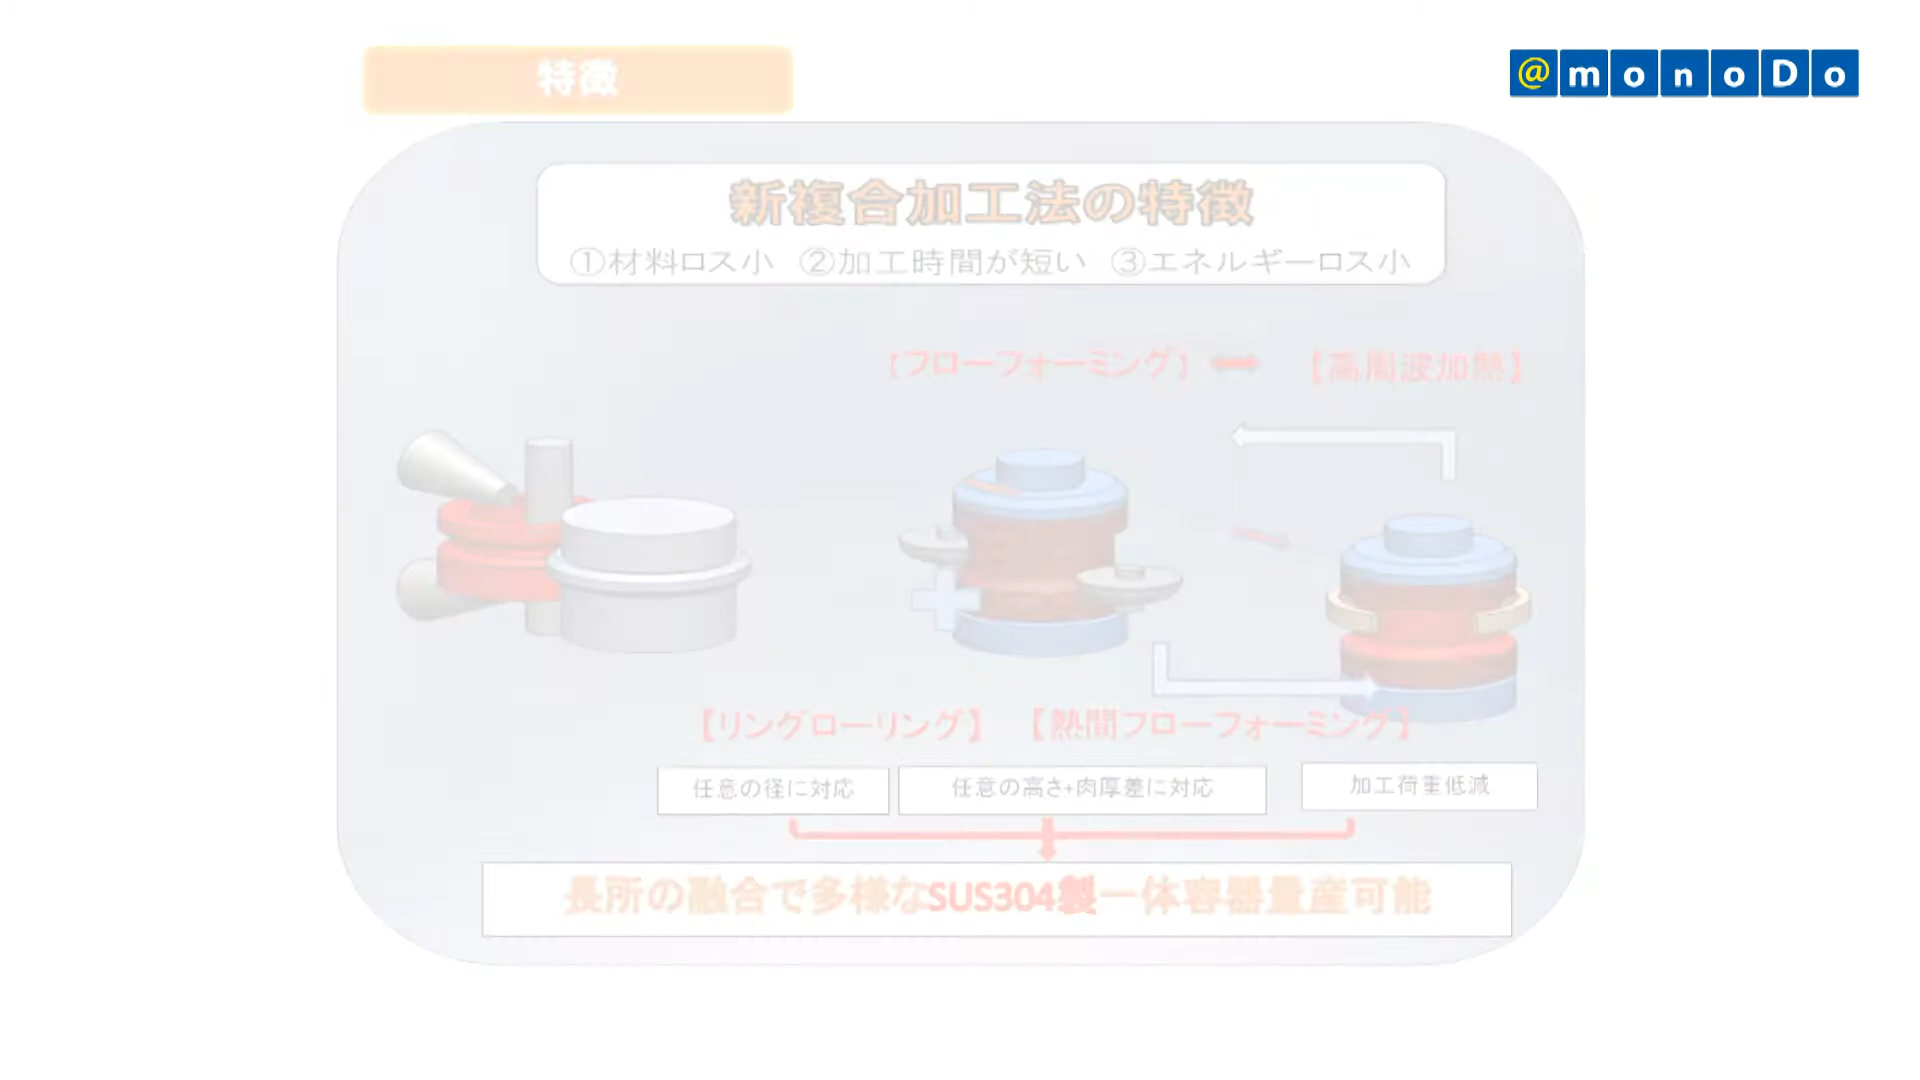 特徴
@monoDo
新複合加工法の特徴
①材料ロス小 ②加工時間が短い ③エネルギーロス小
【フローフォーミング】 【高周波加熱】
【リングローリング】 【熱間フローフォーミング】
任意の径に対応 任意の高さ+肉厚差に対応 加工荷重低減
長所の融合で多様なSUS304製一体容器量産可能